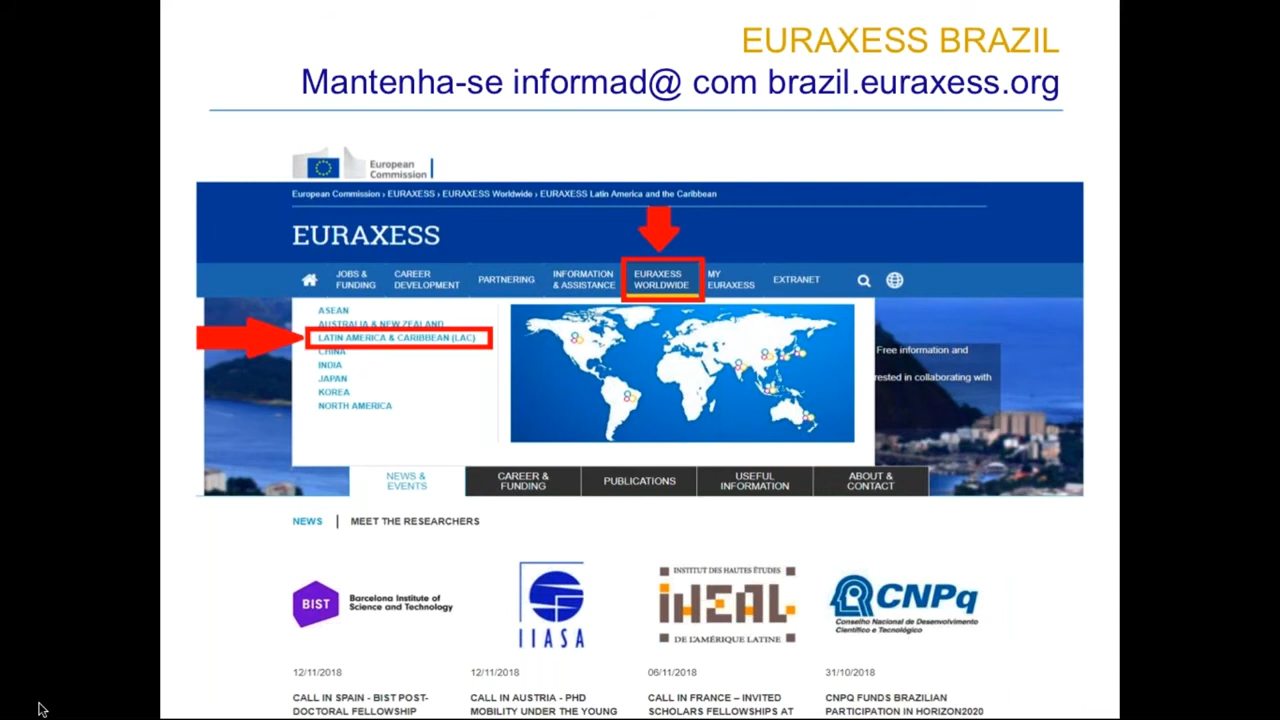 EURAXESS BRAZIL
Mantenha-se informad@ com brazil.euraxess.org
European
Commission
European Commission › EURAXESS › EURAXESS Worldwide › EURAXESS Latin America and the Caribbean
EURAXESS
JOBS &
FUNDING
CAREER
DEVELOPMENT
PARTNERING
INFORMATION
& ASSISTANCE
EURAXESS
WORLDWIDE
MY
EURAXESS
EXTRANET
ASEAN
AUSTRALIA & NEW ZEALAND
LATIN AMERICA & CARIBBEAN (LAC)
CHINA
INDIA
JAPAN
KOREA
NORTH AMERICA
Free information and
rested in collaborating with
NEWS &
EVENTS
CAREER &
FUNDING
PUBLICATIONS
USEFUL
INFORMATION
ABOUT &
CONTACT
NEWS | MEET THE RESEARCHERS
BIST
Barcelona Institute of
Science and Technology
IIASA
INSTITUT DES HAUTES ÉTUDES
iHEAL
DE L'AMÉRIQUE LATINE
CNPq
Conselho Nacional de Desenvolvimento
Científico e Tecnológico
12/11/2018
CALL IN SPAIN - BIST POST-
DOCTORAL FELLOWSHIP
12/11/2018
CALL IN AUSTRIA - PHD
MOBILITY UNDER THE YOUNG
06/11/2018
CALL IN FRANCE – INVITED
SCHOLARS FELLOWSHIPS AT
31/10/2018
CNPQ FUNDS BRAZILIAN
PARTICIPATION IN HORIZON2020